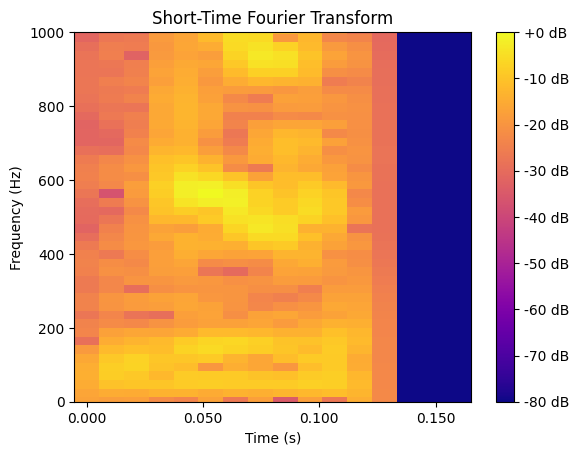 Short-Time Fourier Transform
1000
800
600
400
200
0
Frequency (Hz)
0.000
0.050
0.100
0.150
Time (s)
+0 dB
-10 dB
-20 dB
-30 dB
-40 dB
-50 dB
-60 dB
-70 dB
-80 dB